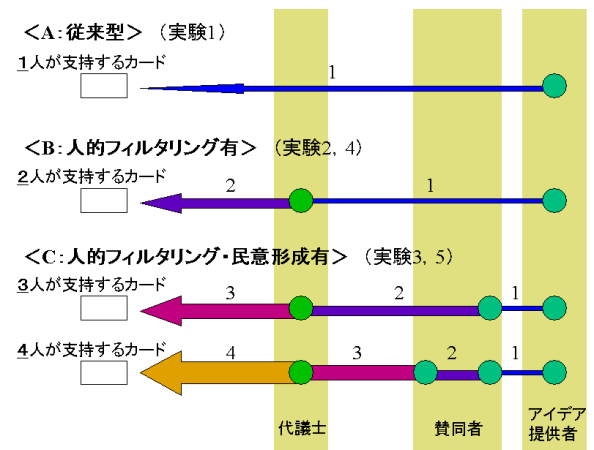 ＜A：従来型＞（実験1）
1人が支持するカード
1
＜B：人的フィルタリング有＞（実験2，4）
2人が支持するカード
2
1
＜C：人的フィルタリング・民意形成有＞（実験3，5）
3人が支持するカード
3
2
1
4人が支持するカード
4
3
2
1
代議士
賛同者
アイデア
提供者